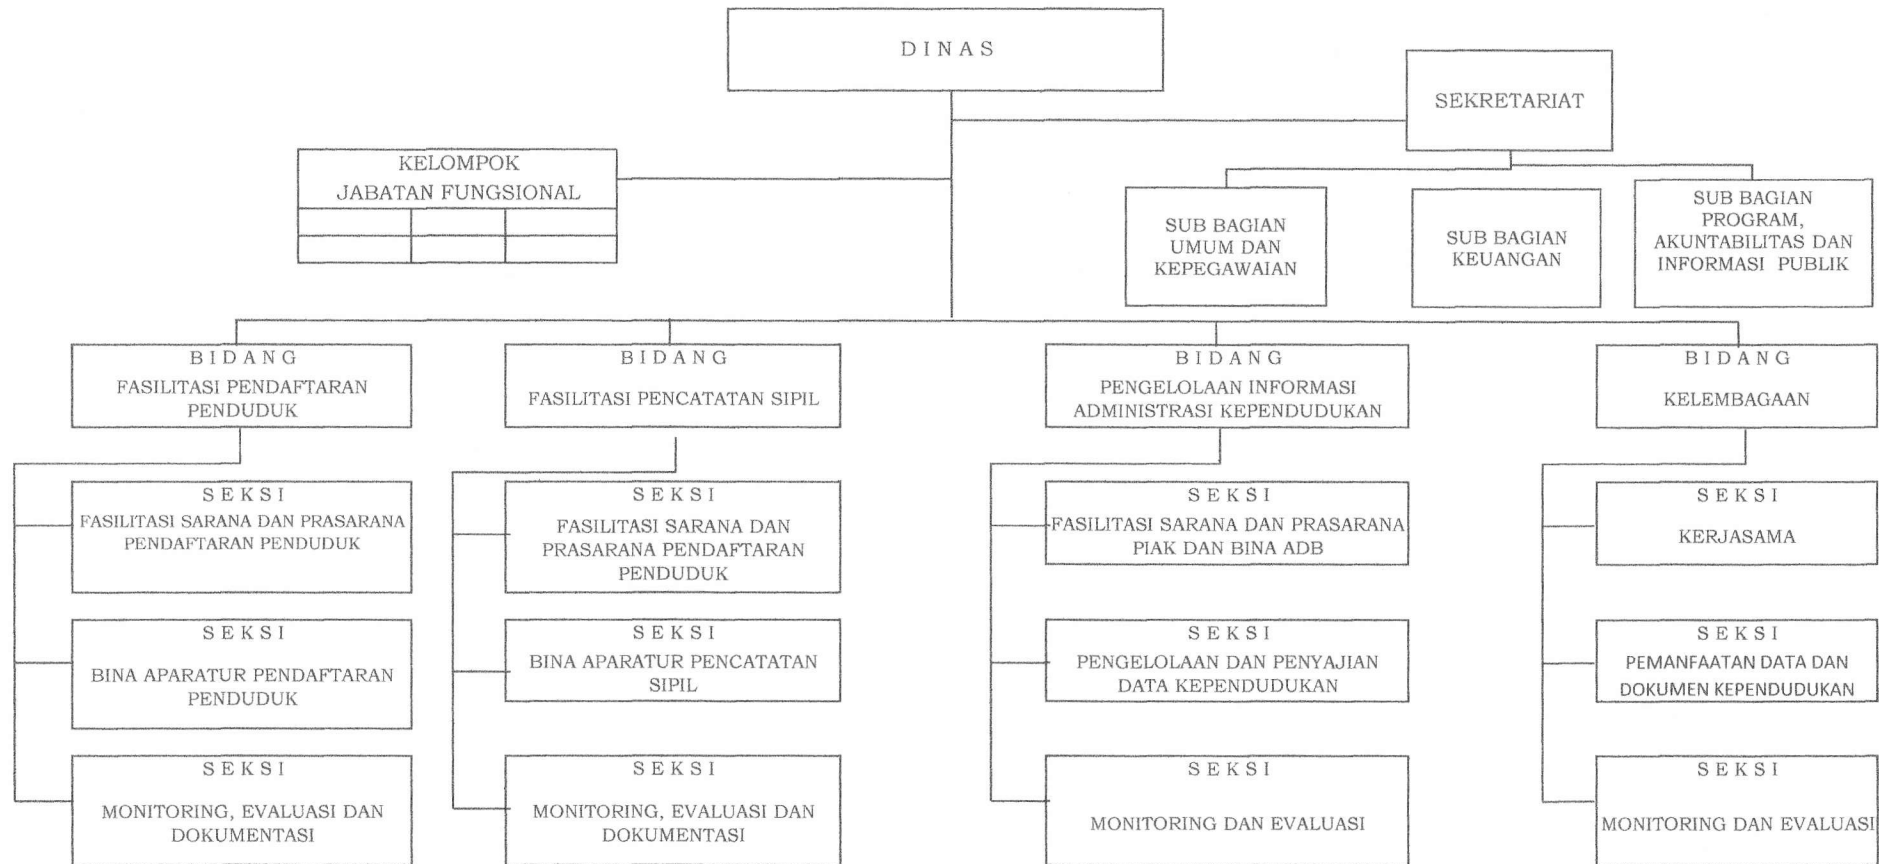 D I N A S
SEKRETARIAT
KELOMPOK
JABATAN FUNGSIONAL
SUB BAGIAN
UMUM DAN
KEPEGAWAIAN
SUB BAGIAN
KEUANGAN
SUB BAGIAN
PROGRAM,
AKUNTABILITAS DAN
INFORMASI PUBLIK
B I D A N G
FASILITASI PENDAFTARAN
PENDUDUK
B I D A N G
FASILITASI PENCATATAN SIPIL
B I D A N G
PENGELOLAAN INFORMASI
ADMINISTRASI KEPENDUDUKAN
B I D A N G
KELEMBAGAAN
S E K S I
FASILITASI SARANA DAN PRASARANA
PENDAFTARAN PENDUDUK
S E K S I
FASILITASI SARANA DAN
PRASARANA PENDAFTARAN
PENDUDUK
S E K S I
FASILITASI SARANA DAN PRASARANA
PIAK DAN BINA ADB
S E K S I
KERJASAMA
S E K S I
BINA APARATUR PENDAFTARAN
PENDUDUK
S E K S I
BINA APARATUR PENCATATAN
SIPIL
S E K S I
PENGELOLAAN DAN PENYAJIAN
DATA KEPENDUDUKAN
S E K S I
PEMANFAATAN DATA DAN
DOKUMEN KEPENDUDUKAN
S E K S I
MONITORING, EVALUASI DAN
DOKUMENTASI
S E K S I
MONITORING, EVALUASI DAN
DOKUMENTASI
S E K S I
MONITORING DAN EVALUASI
S E K S I
MONITORING DAN EVALUASI